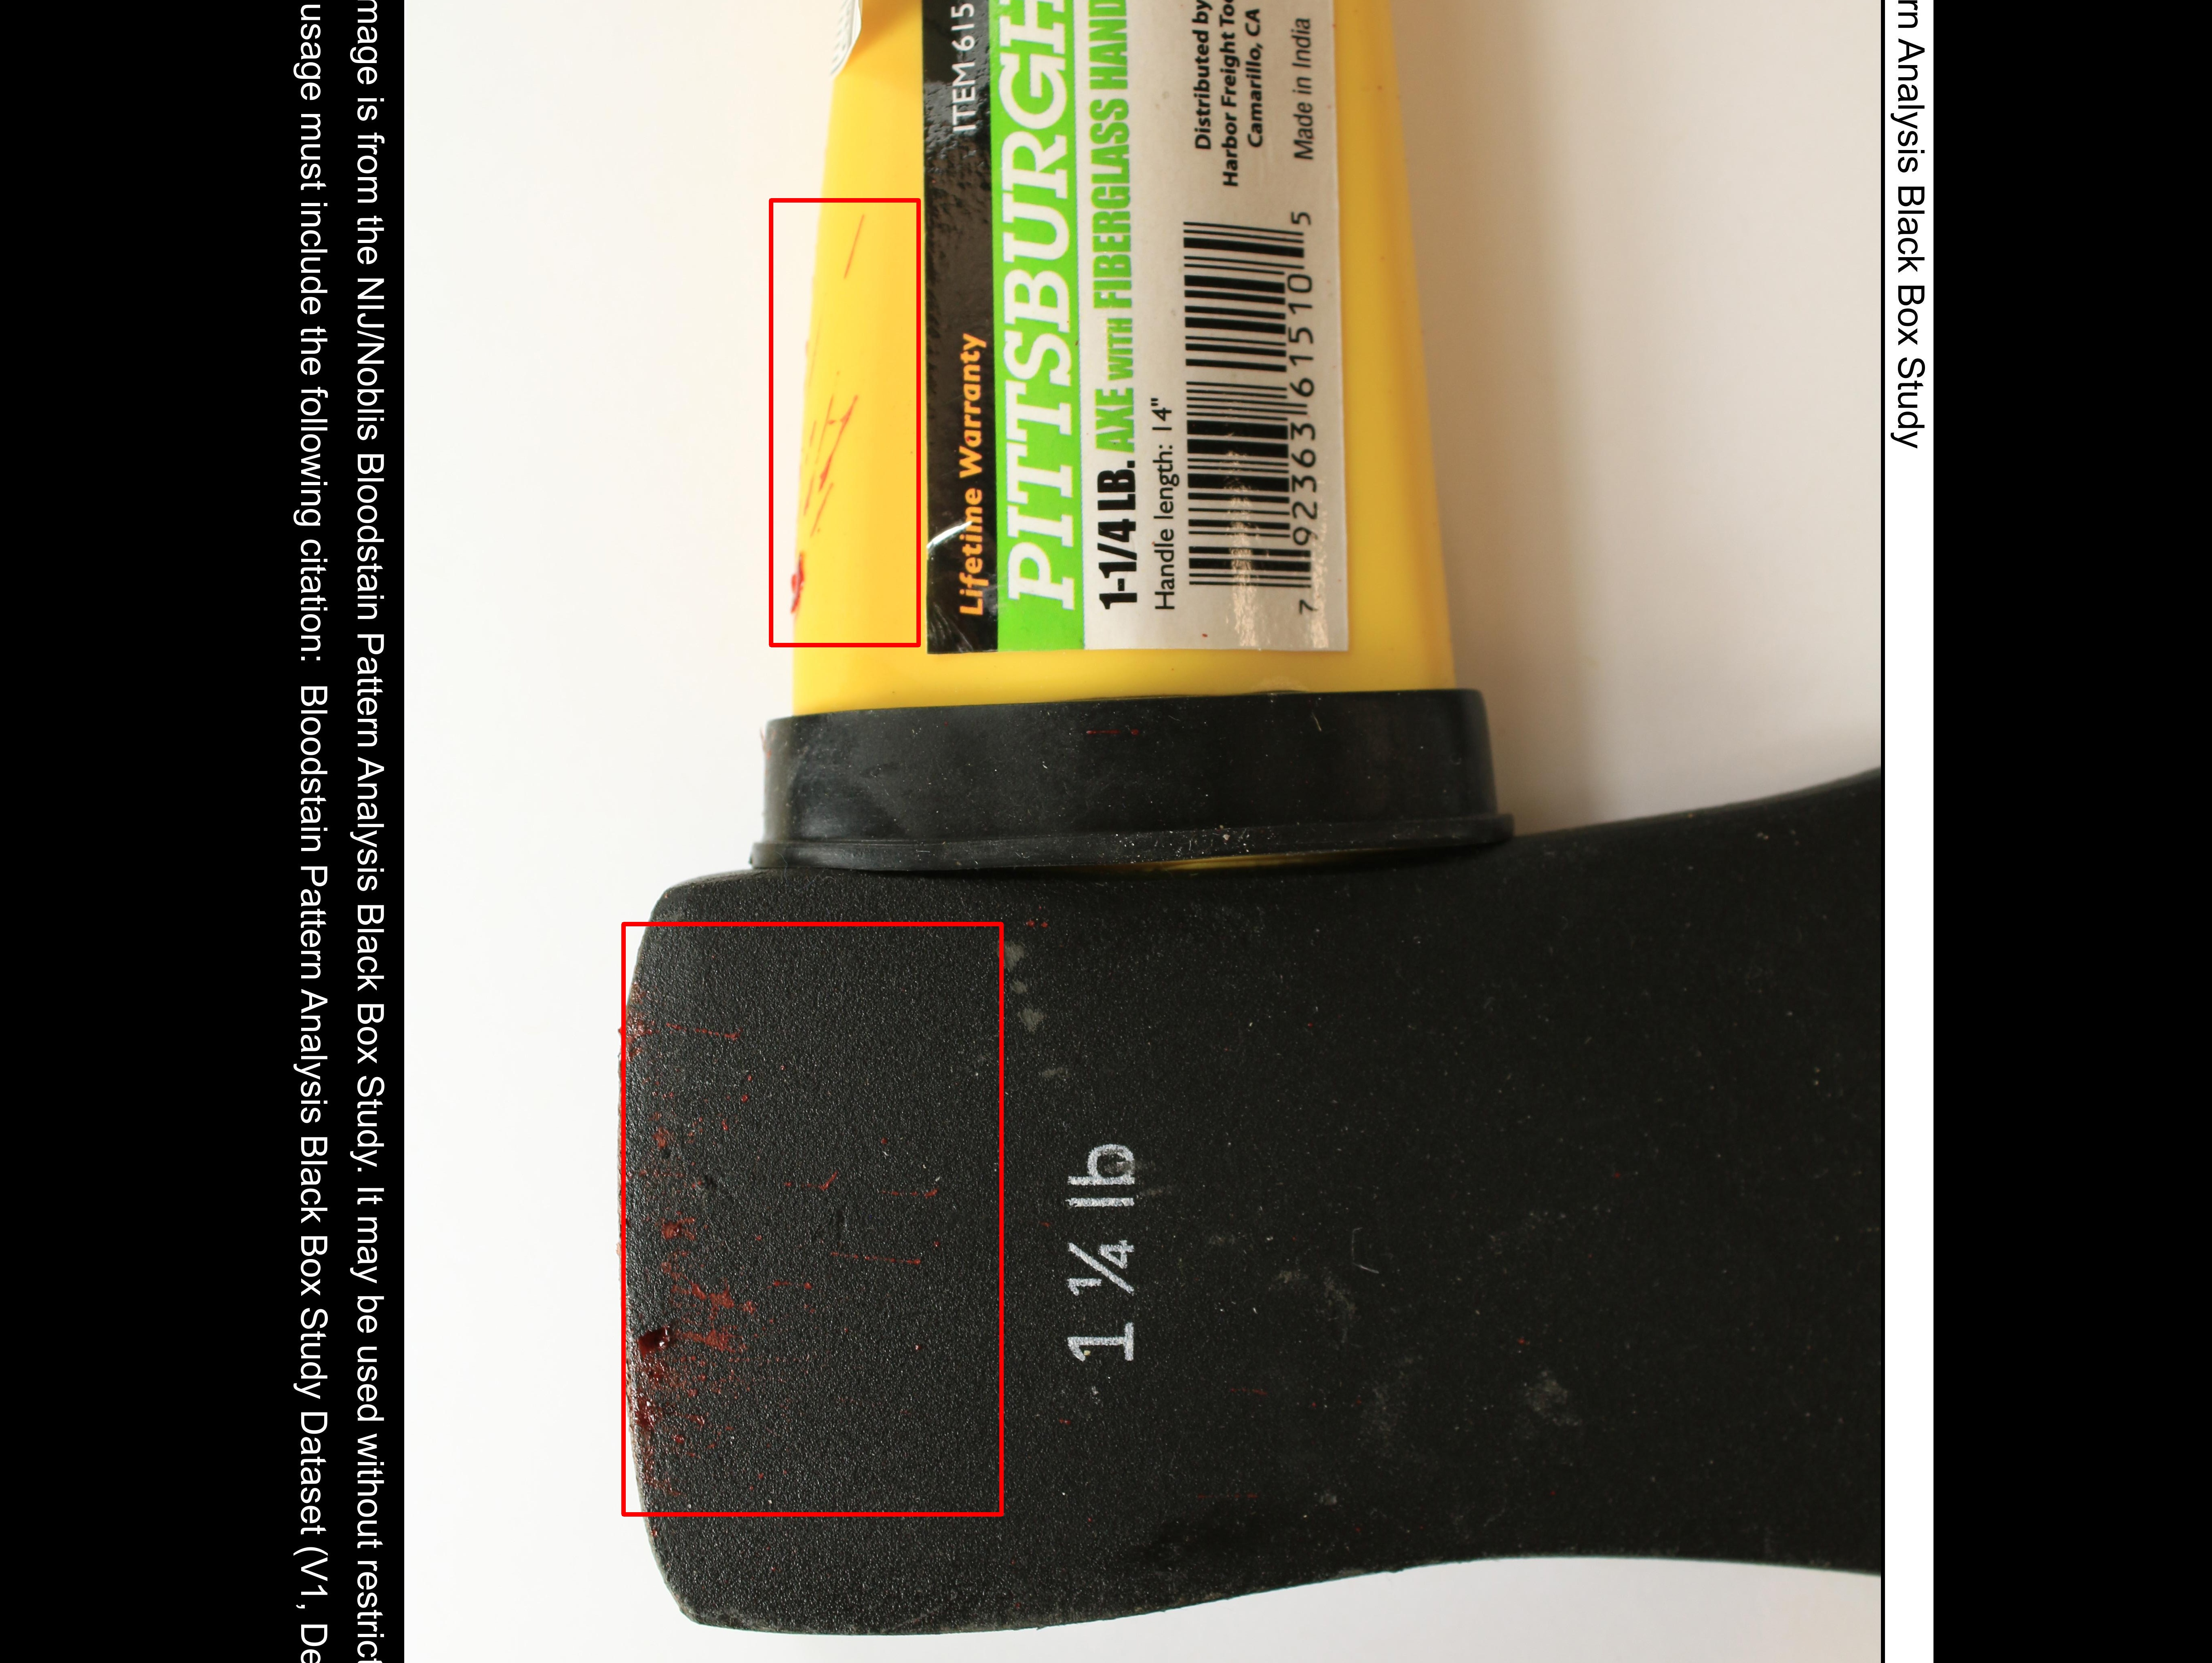 rn Analysis Black Box Study
ITEM 615
PITTSBURGH
1-1/4 LB. AXE WITH FIBERGLASS HAND
Handle length: 14"
Lifetime Warranty
Distributed by
Harbor Freight Too
Camarillo, CA
Made in India
7 92363 61510 5
1 ¼ lb
mage is from the NIJ/Noblis Bloodstain Pattern Analysis Black Box Study. It may be used without restrict
usage must include the following citation: Bloodstain Pattern Analysis Black Box Study Dataset (V1, De